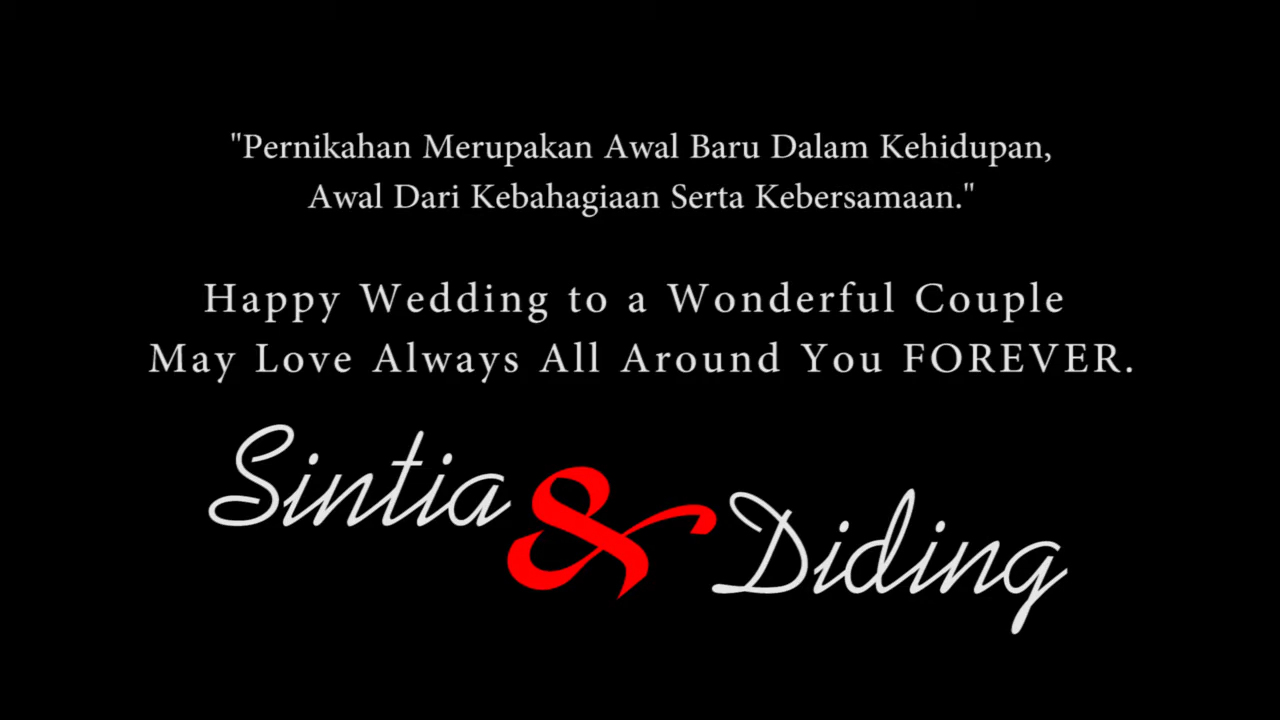 "Pernikahan Merupakan Awal Baru Dalam Kehidupan,
Awal Dari Kebahagiaan Serta Kebersamaan."
Happy Wedding to a Wonderful Couple
May Love Always All Around You FOREVER.
Sintia & Diding